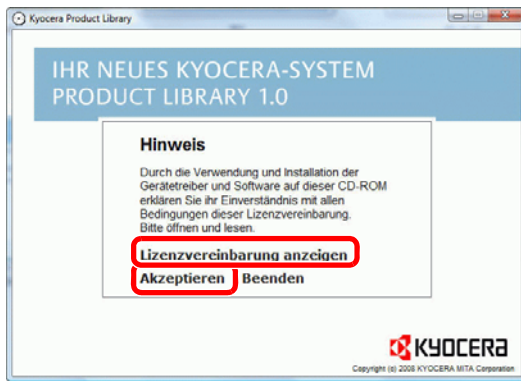 Kyocera Product Library
IHR NEUES KYOCERA-SYSTEM
PRODUCT LIBRARY 1.0
Hinweis
Durch die Verwendung und Installation der
Gerätetreiber und Software auf dieser CD-ROM
erklären Sie ihr Einverständnis mit allen
Bedingungen dieser Lizenzvereinbarung.
Bitte öffnen und lesen.
Lizenzvereinbarung anzeigen
Akzeptieren Beenden
KYOCERA
Copyright (c) 2008 KYOCERA MITA Corporation